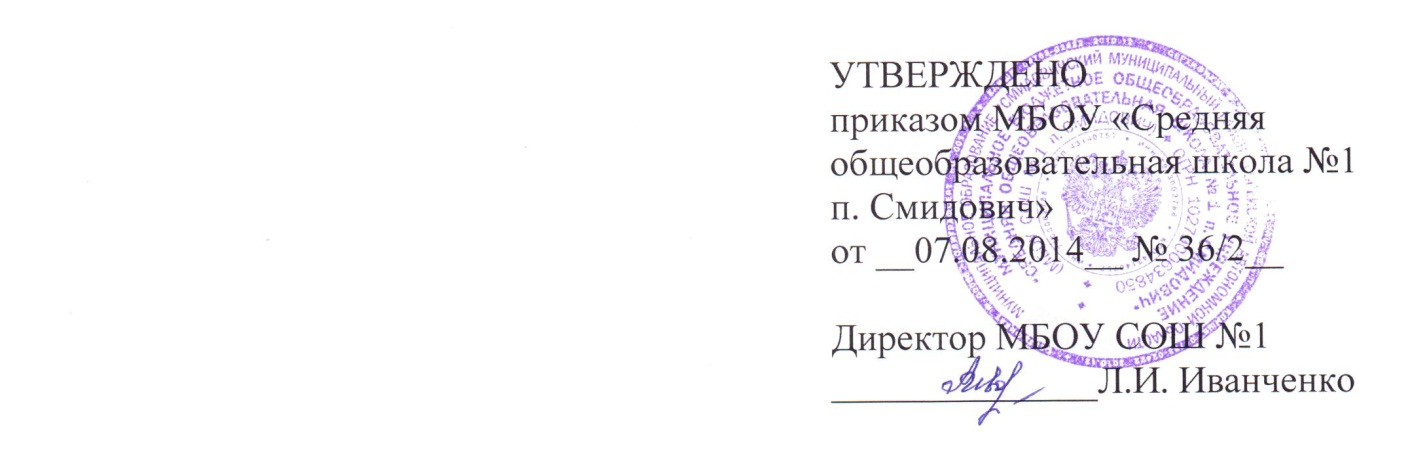 УТВЕРЖДЕНО
приказом МБОУ «Средняя
общеобразовательная школа №1
п. Смидович»
от __07.08.2014__ № 36/2__
Директор МБОУ СОШ №1
______________Л.И. Иванченко